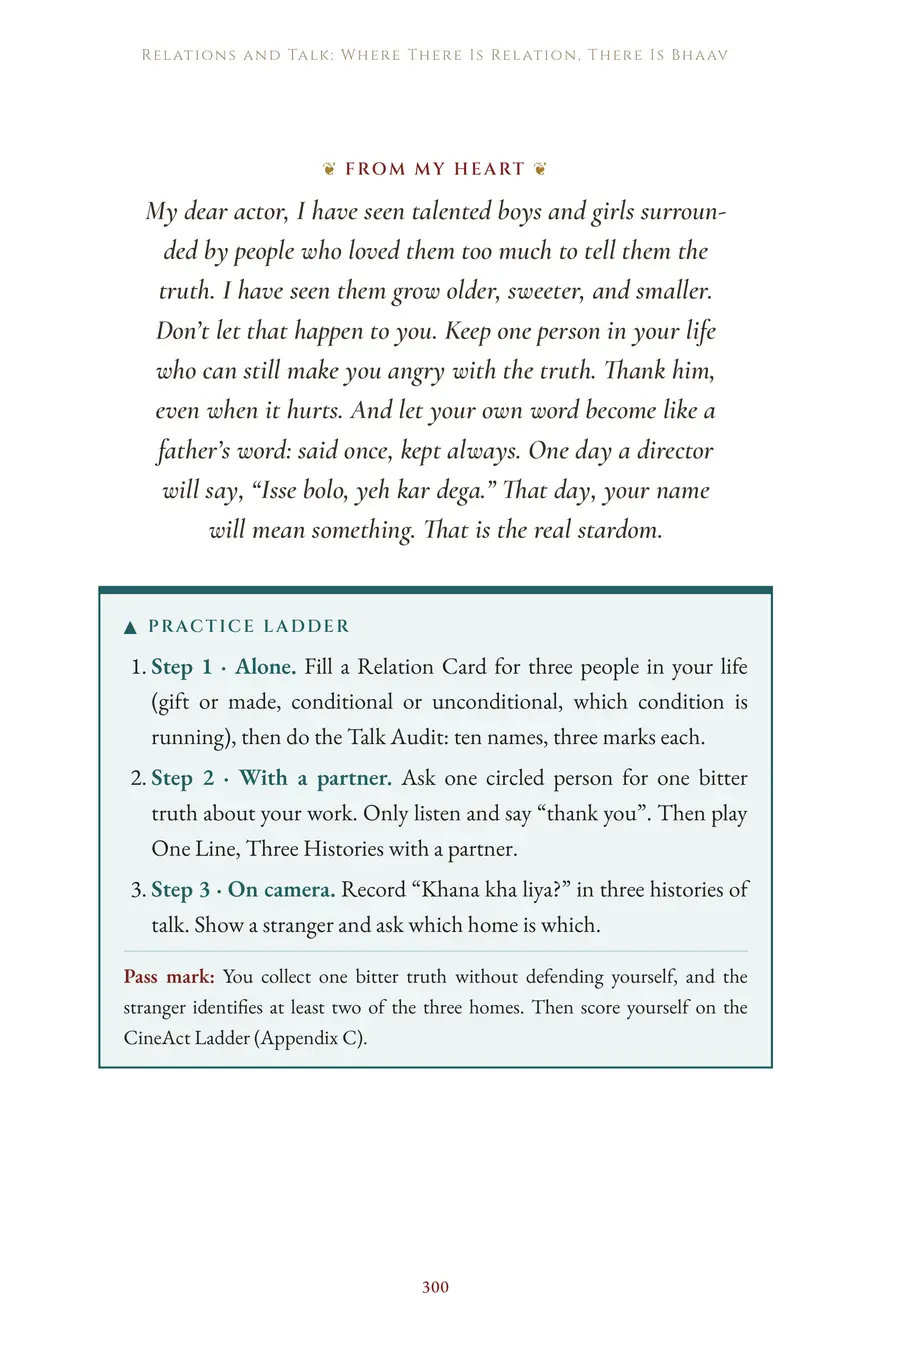 Relations and Talk: Where There Is Relation, There Is Bhaav
❦ FROM MY HEART ❦
My dear actor, I have seen talented boys and girls surroun-
ded by people who loved them too much to tell them the
truth. I have seen them grow older, sweeter, and smaller.
Don’t let that happen to you. Keep one person in your life
who can still make you angry with the truth. Thank him,
even when it hurts. And let your own word become like a
father’s word: said once, kept always. One day a director
will say, “Isse bolo, yeh kar dega.” That day, your name
will mean something. That is the real stardom.
▲ PRACTICE LADDER
1. Step 1 · Alone. Fill a Relation Card for three people in your life
(gift or made, conditional or unconditional, which condition is
running), then do the Talk Audit: ten names, three marks each.
2. Step 2 · With a partner. Ask one circled person for one bitter
truth about your work. Only listen and say “thank you”. Then play
One Line, Three Histories with a partner.
3. Step 3 · On camera. Record “Khana kha liya?” in three histories of
talk. Show a stranger and ask which home is which.
Pass mark: You collect one bitter truth without defending yourself, and the
stranger identifies at least two of the three homes. Then score yourself on the
CineAct Ladder (Appendix C).
300